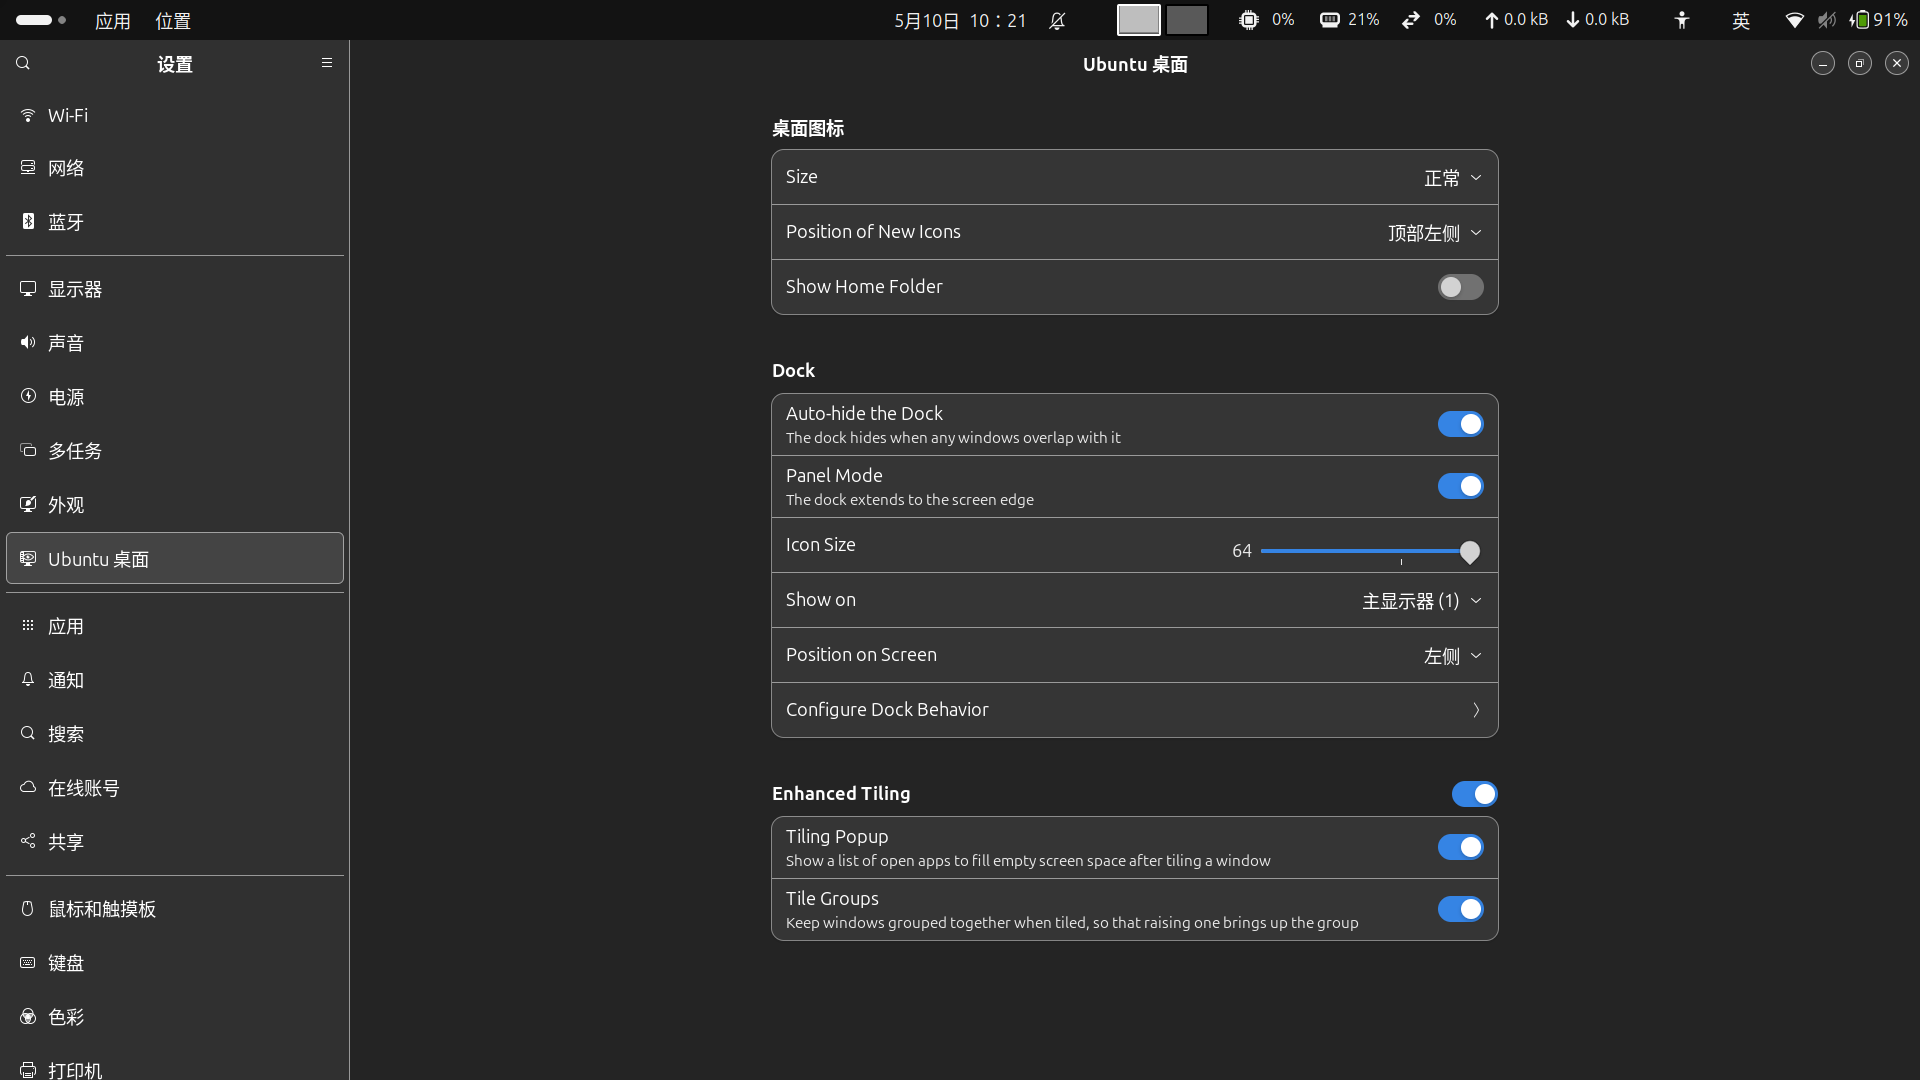 应用 位置 5月10日 10：21 0% 21% 0% 0.0 kB 0.0 kB 英 91%
设置
Ubuntu 桌面
Wi-Fi
网络
蓝牙
显示器
声音
电源
多任务
外观
Ubuntu 桌面
应用
通知
搜索
在线账号
共享
鼠标和触摸板
键盘
色彩
打印机
桌面图标
Size 正常
Position of New Icons 顶部左侧
Show Home Folder
Dock
Auto-hide the Dock
The dock hides when any windows overlap with it
Panel Mode
The dock extends to the screen edge
Icon Size 64
Show on 主显示器 (1)
Position on Screen 左侧
Configure Dock Behavior
Enhanced Tiling
Tiling Popup
Show a list of open apps to fill empty screen space after tiling a window
Tile Groups
Keep windows grouped together when tiled, so that raising one brings up the group